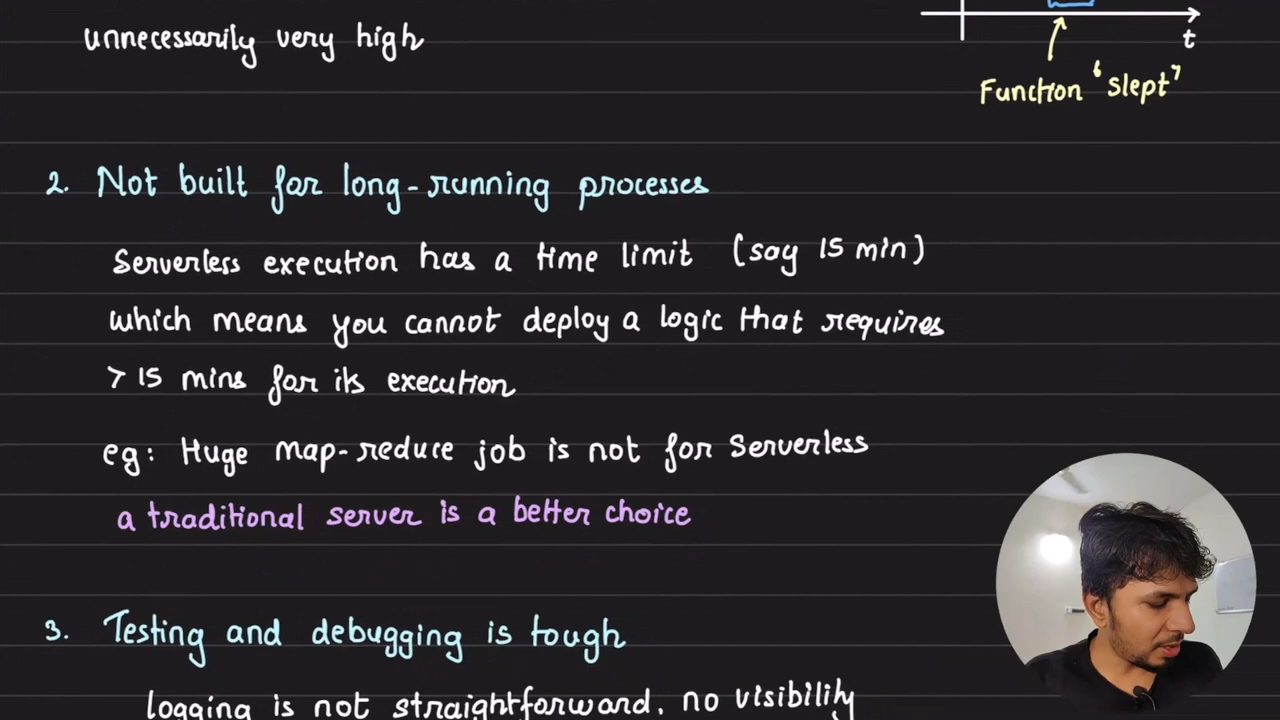 unnecessarily very high
t
Function 'slept'
2. Not built for long-running processes
Serverless execution has a time limit (say 15 min)
which means you cannot deploy a logic that requires
> 15 mins for its execution
eg: Huge map-reduce job is not for Serverless
a traditional server is a better choice
3. Testing and debugging is tough
logging is not straightforward, no visibility